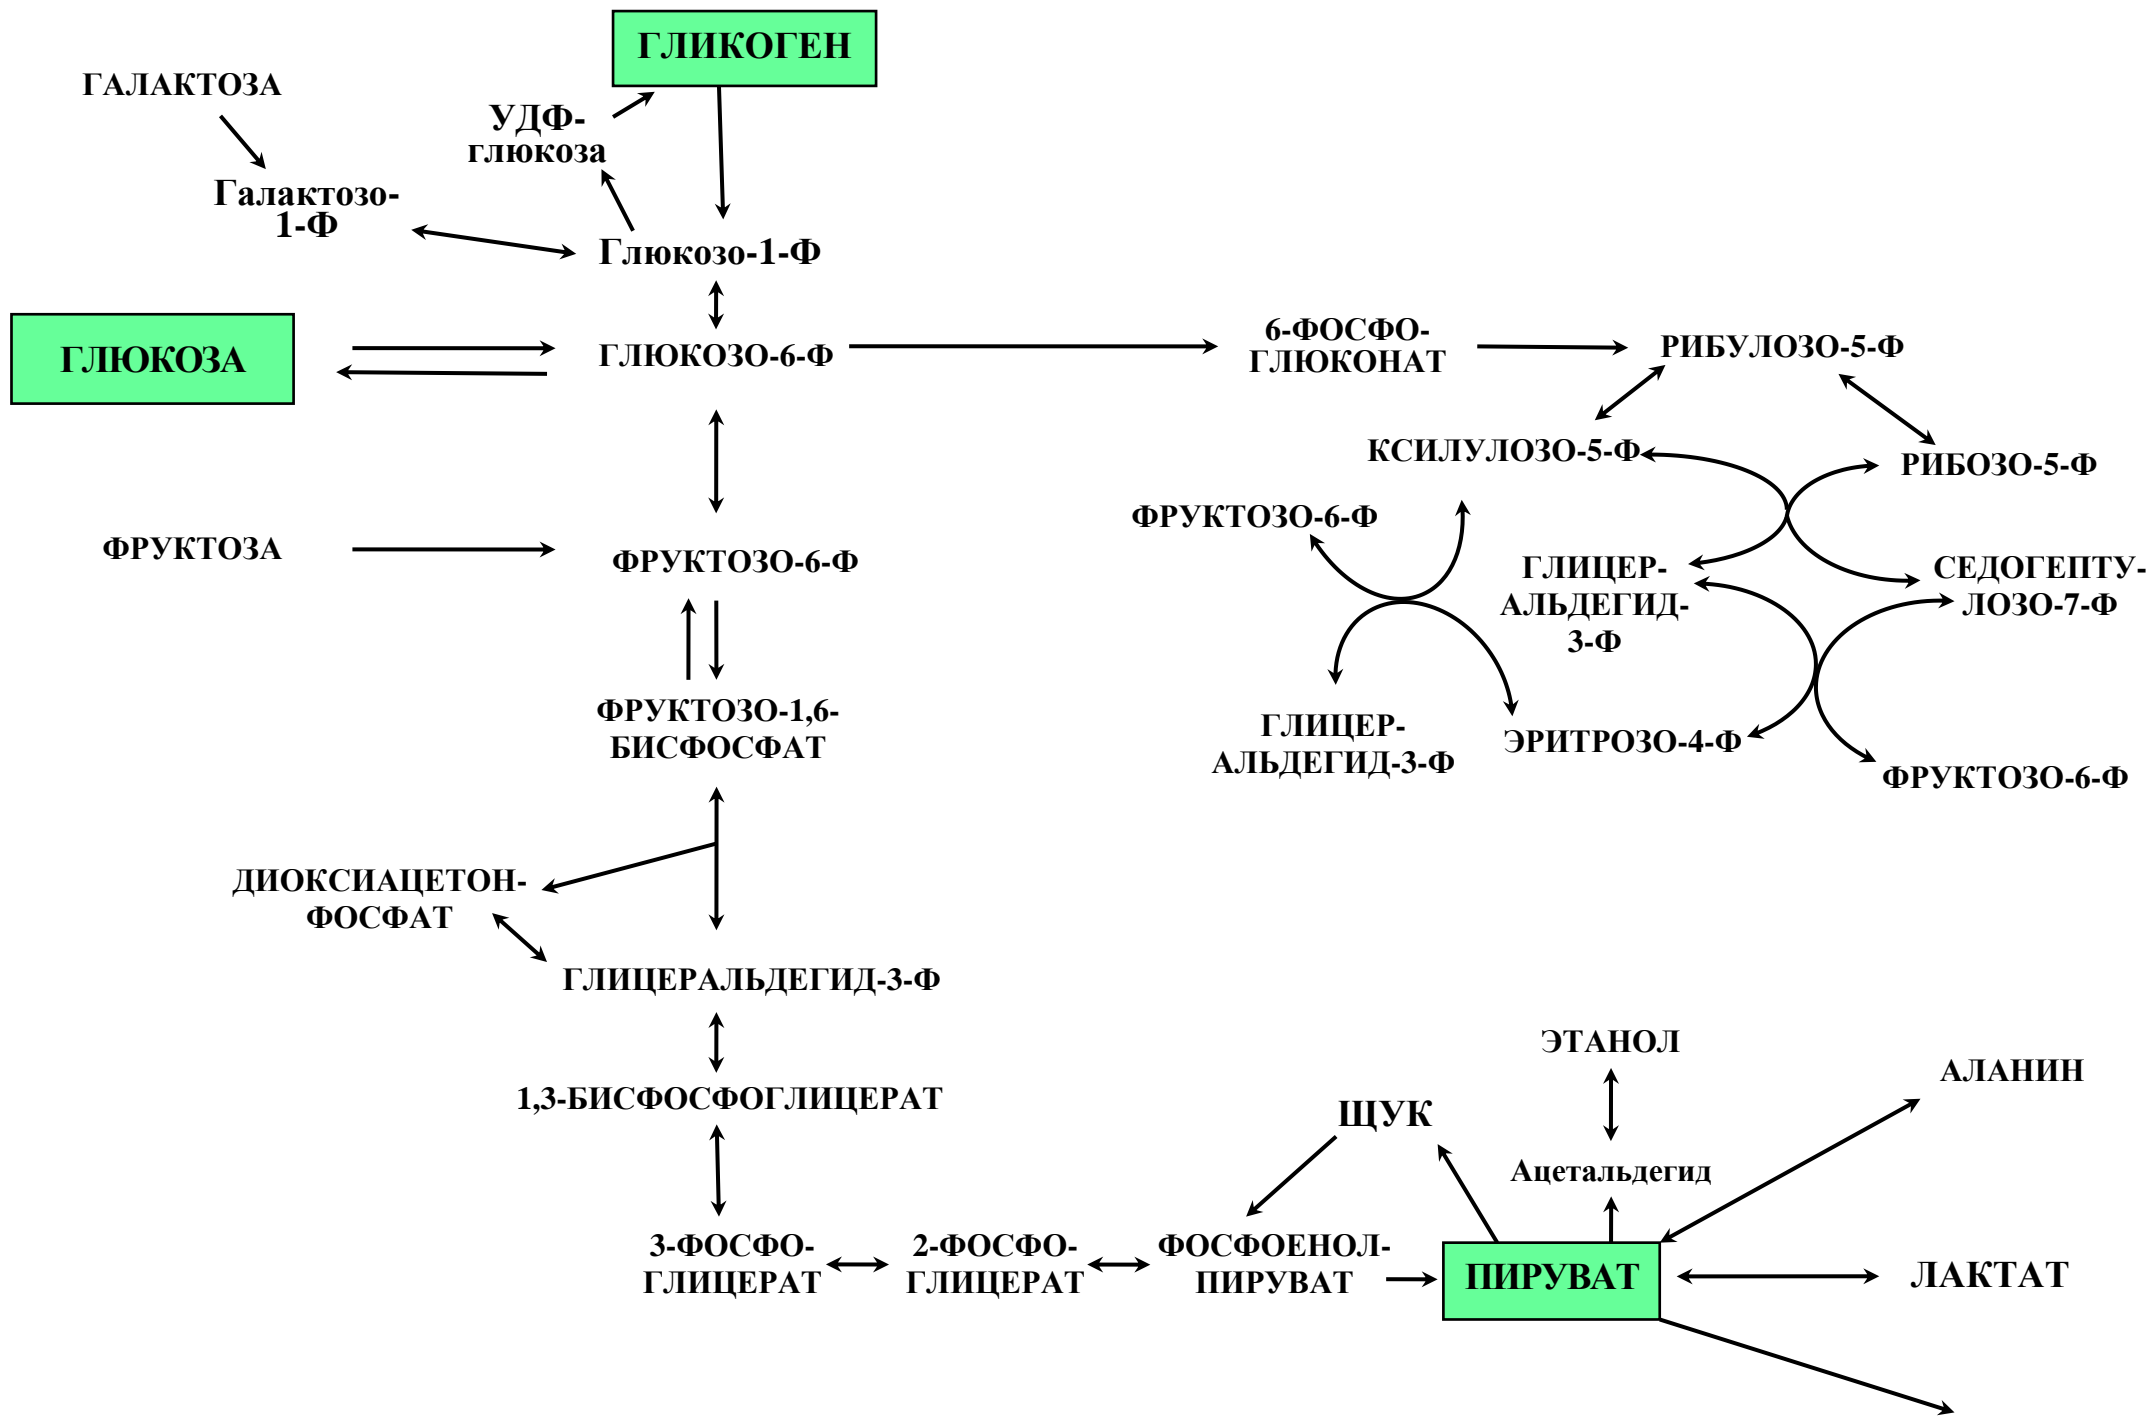 ГЛИКОГЕН
ГАЛАКТОЗА
УДФ-
глюкоза
Галактозо-
1-Ф
Глюкозо-1-Ф
ГЛЮКОЗА
ГЛЮКОЗО-6-Ф
6-ФОСФО-
ГЛЮКОНАТ
РИБУЛОЗО-5-Ф
КСИЛУЛОЗО-5-Ф
РИБОЗО-5-Ф
ФРУКТОЗО-6-Ф
ФРУКТОЗА
ФРУКТОЗО-6-Ф
ГЛИЦЕР-
АЛЬДЕГИД-
3-Ф
СЕДОГЕПТУ-
ЛОЗО-7-Ф
ФРУКТОЗО-1,6-
БИСФОСФАТ
ГЛИЦЕР-
АЛЬДЕГИД-3-Ф
ЭРИТРОЗО-4-Ф
ФРУКТОЗО-6-Ф
ДИОКСИАЦЕТОН-
ФОСФАТ
ГЛИЦЕРАЛЬДЕГИД-3-Ф
1,3-БИСФОСФОГЛИЦЕРАТ
ЭТАНОЛ
АЛАНИН
ЩУК
Ацетальдегид
3-ФОСФО-
ГЛИЦЕРАТ
2-ФОСФО-
ГЛИЦЕРАТ
ФОСФОЕНОЛ-
ПИРУВАТ
ПИРУВАТ
ЛАКТАТ